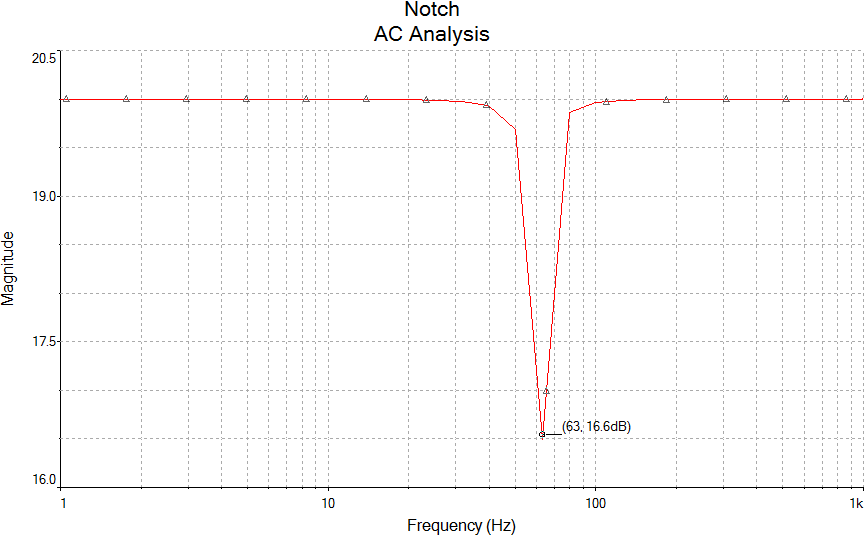 Notch
AC Analysis
20.5
19.0
17.5
16.0
Magnitude
(63, 16.6dB)
1
10
100
1k
Frequency (Hz)